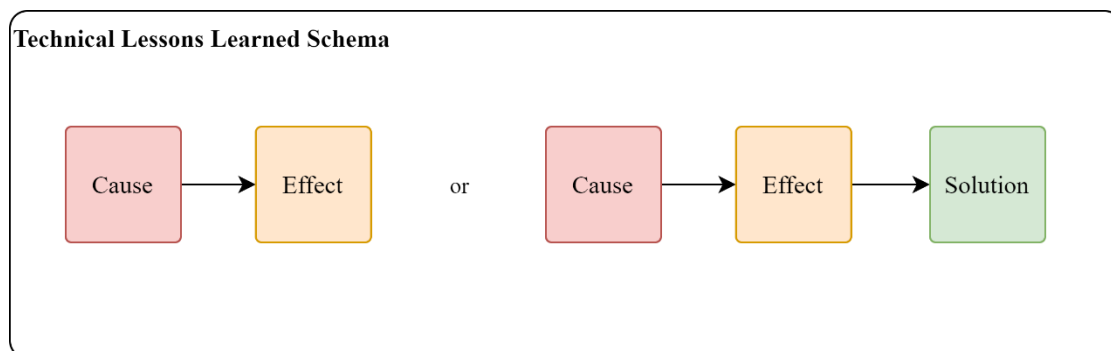 Technical Lessons Learned Schema
Cause
Effect
or
Cause
Effect
Solution